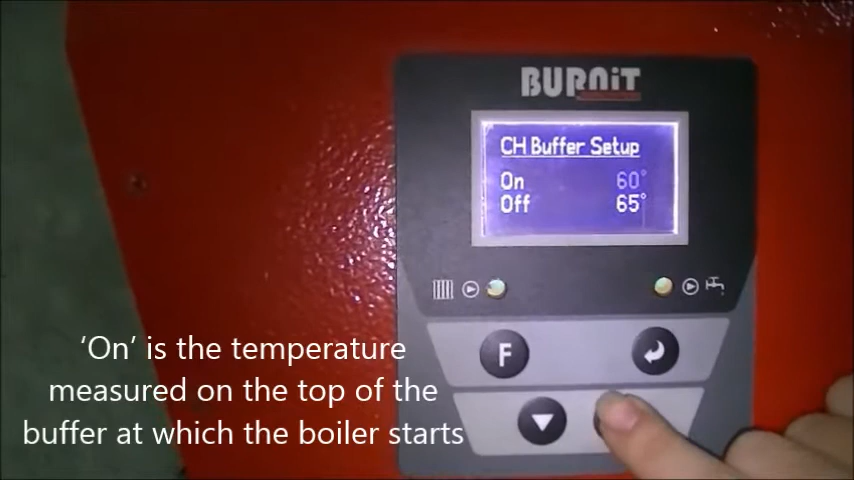 BURNiT
CH Buffer Setup
On 60°
Off 65°
F
‘On’ is the temperature
measured on the top of the
buffer at which the boiler starts